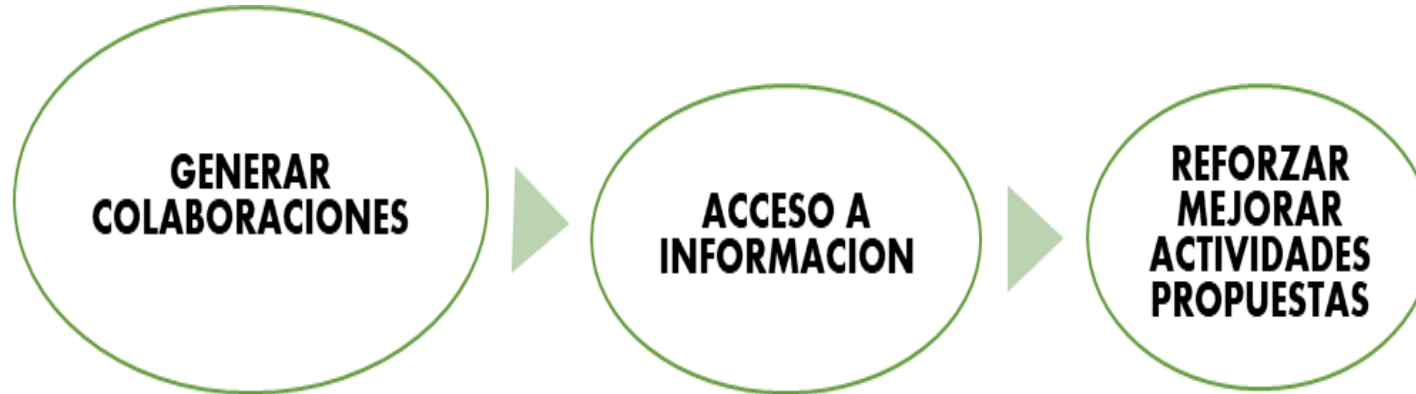 GENERAR
COLABORACIONES
ACCESO A
INFORMACION
REFORZAR
MEJORAR
ACTIVIDADES
PROPUESTAS